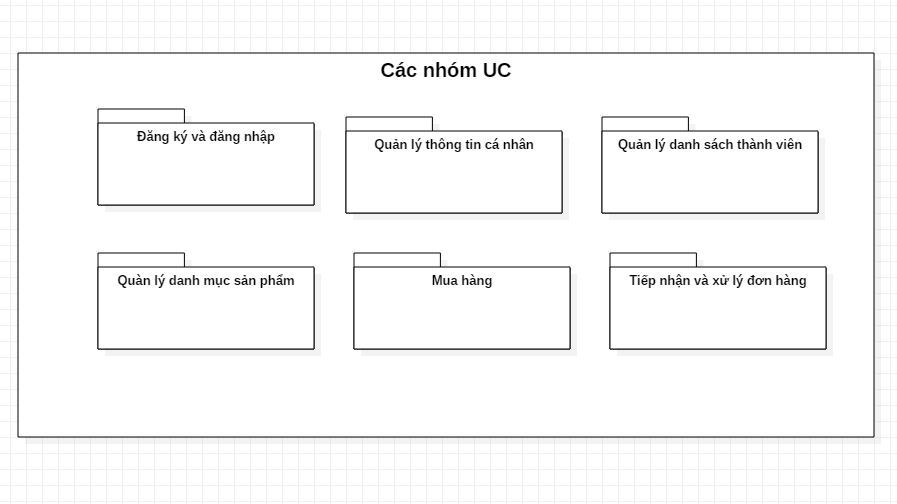 Các nhóm UC
Đăng ký và đăng nhập
Quản lý thông tin cá nhân
Quản lý danh sách thành viên
Quàn lý danh mục sản phẩm
Mua hàng
Tiếp nhận và xử lý đơn hàng